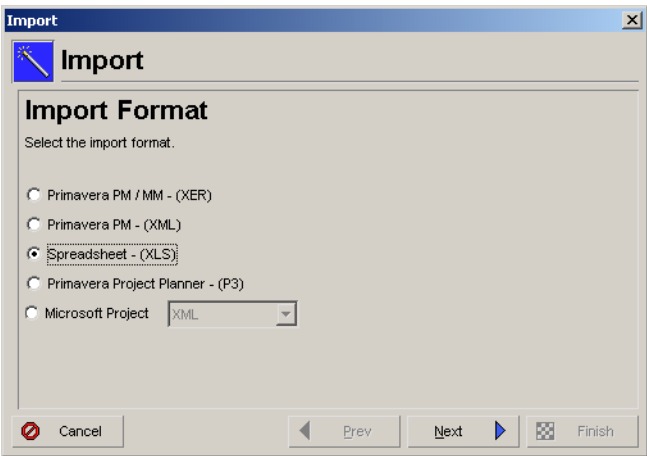 Import
Import
Import Format
Select the import format.
Primavera PM / MM - (XER)
Primavera PM - (XML)
Spreadsheet - (XLS)
Primavera Project Planner - (P3)
Microsoft Project XML
Cancel Prev Next Finish